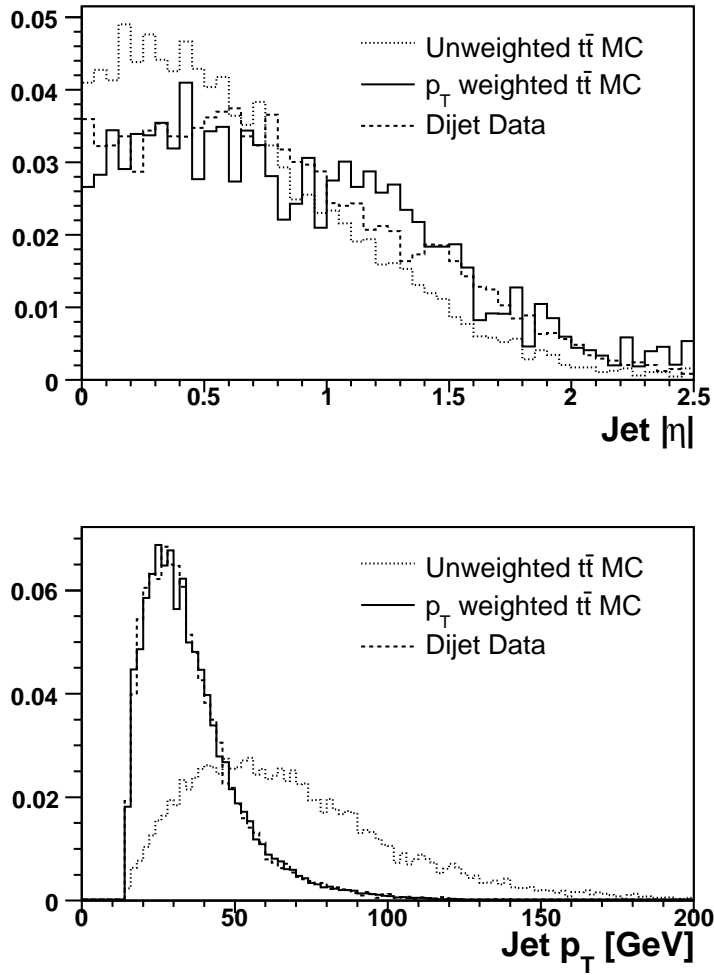 0.05
0.04
0.03
0.02
0.01
0
Unweighted tt̄ MC
p_T weighted tt̄ MC
Dijet Data
0 0.5 1 1.5 2 2.5
Jet |η|
0.06
0.04
0.02
0
Unweighted tt̄ MC
p_T weighted tt̄ MC
Dijet Data
0 50 100 150 200
Jet p_T [GeV]